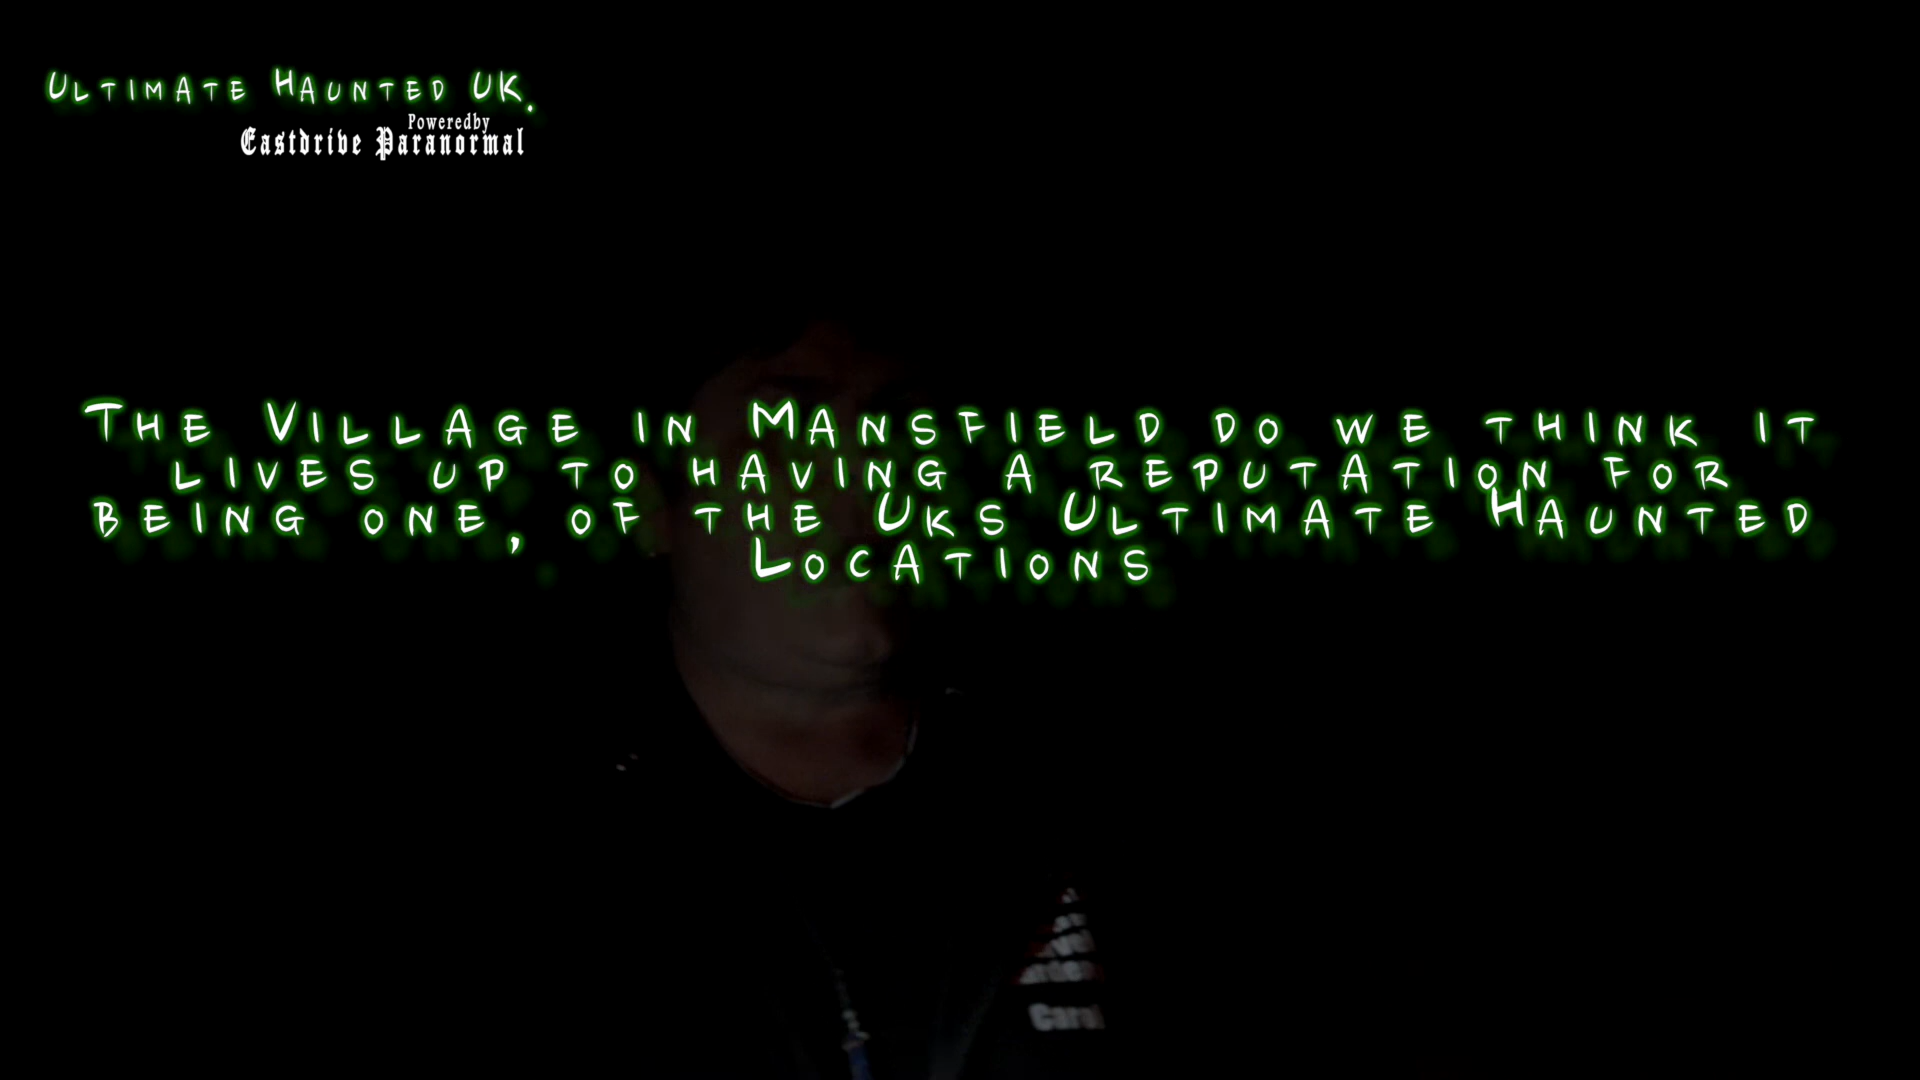 Ultimate Haunted UK.
Poweredby
Eastdrive Paranormal
The Village in Mansfield do we think it
lives up to having a reputation for
being one, of the Uks Ultimate Haunted
Locations